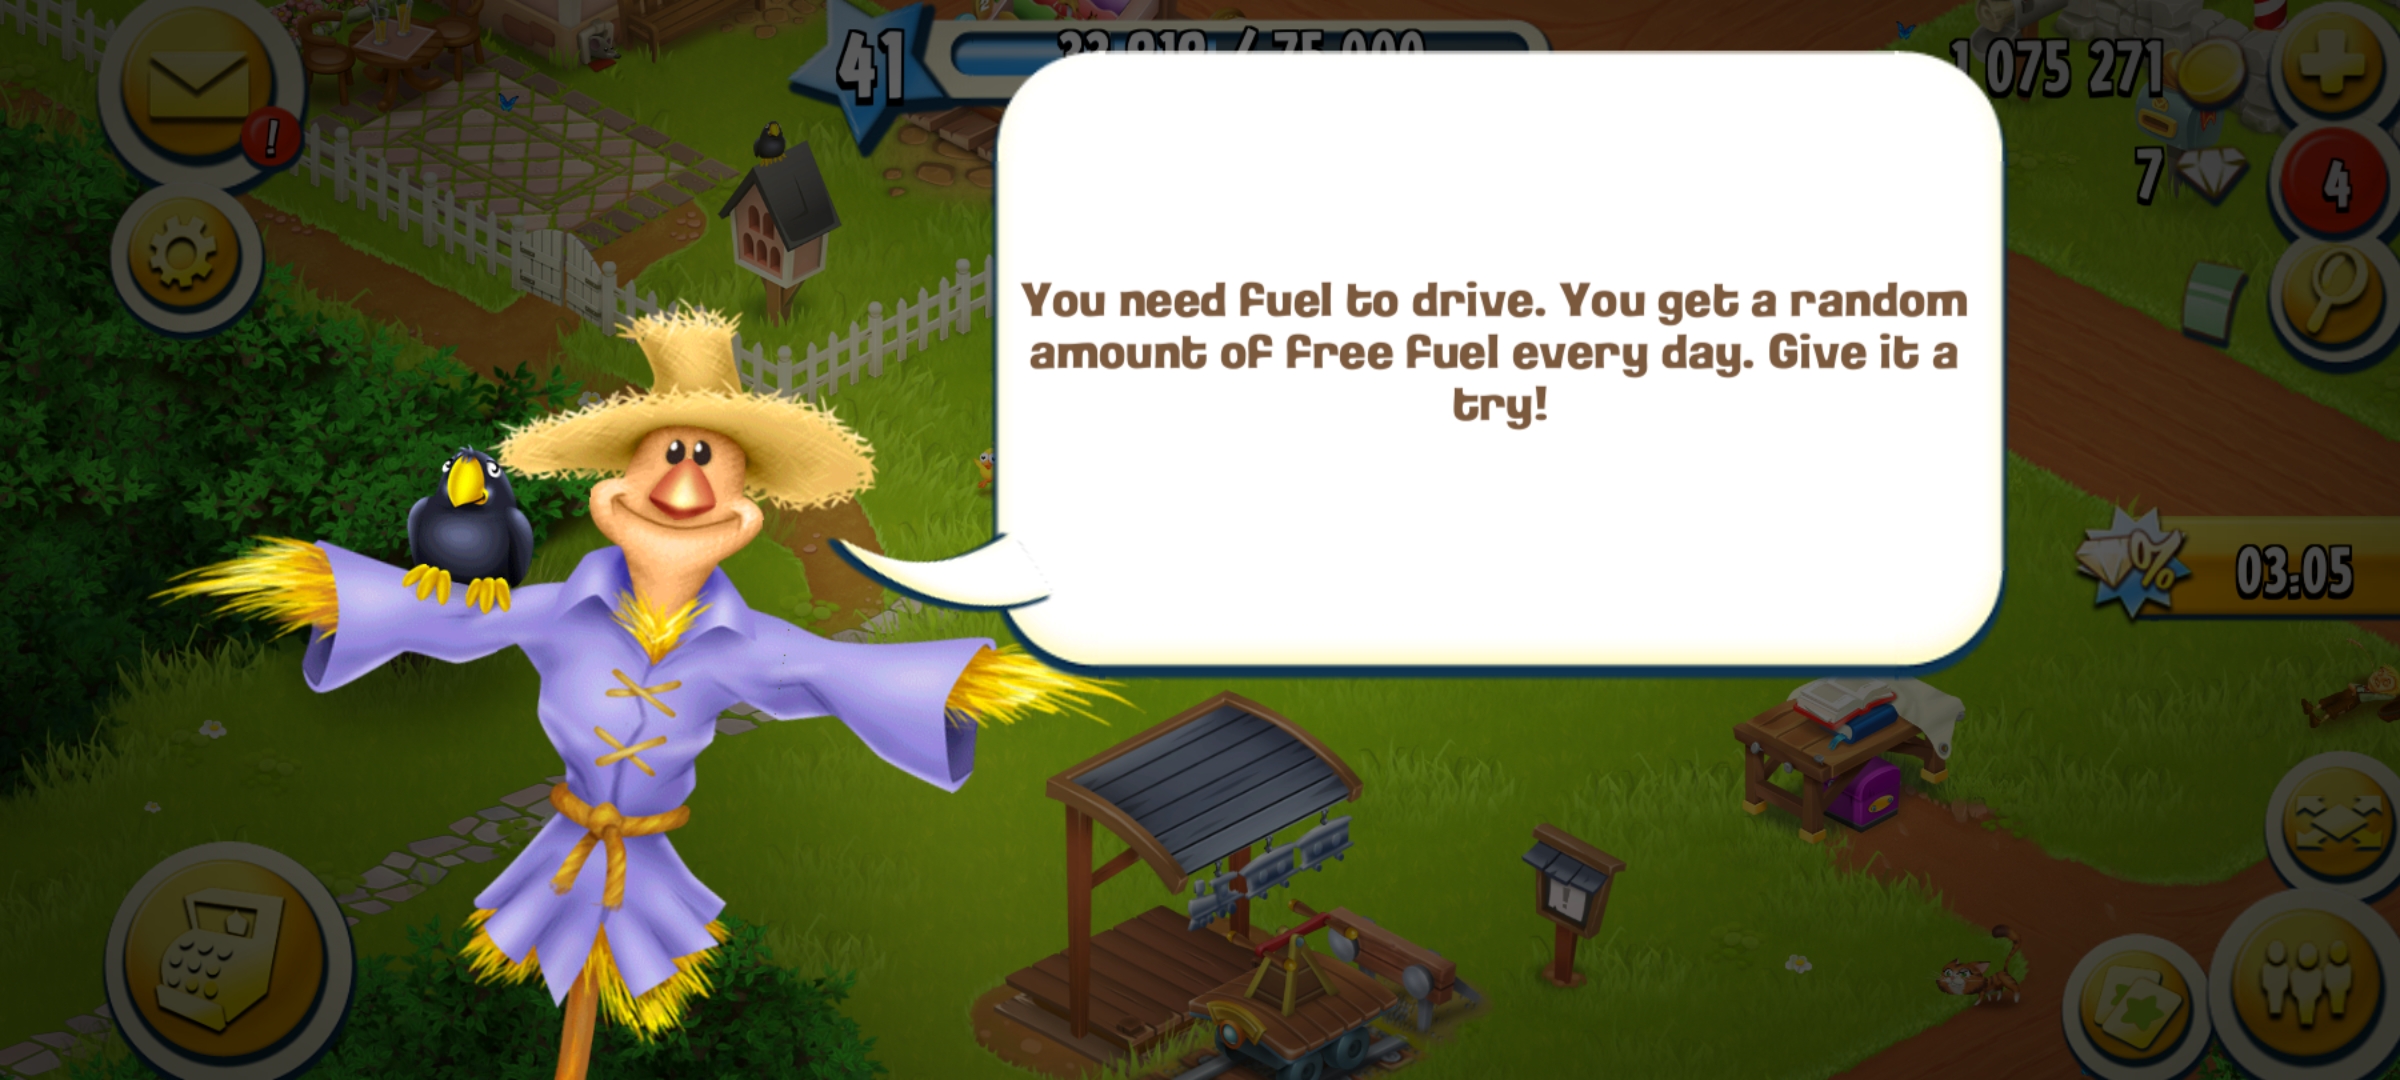 41
1 075 271
7
4
You need fuel to drive. You get a random
amount of free fuel every day. Give it a
try!
%
03:05
!